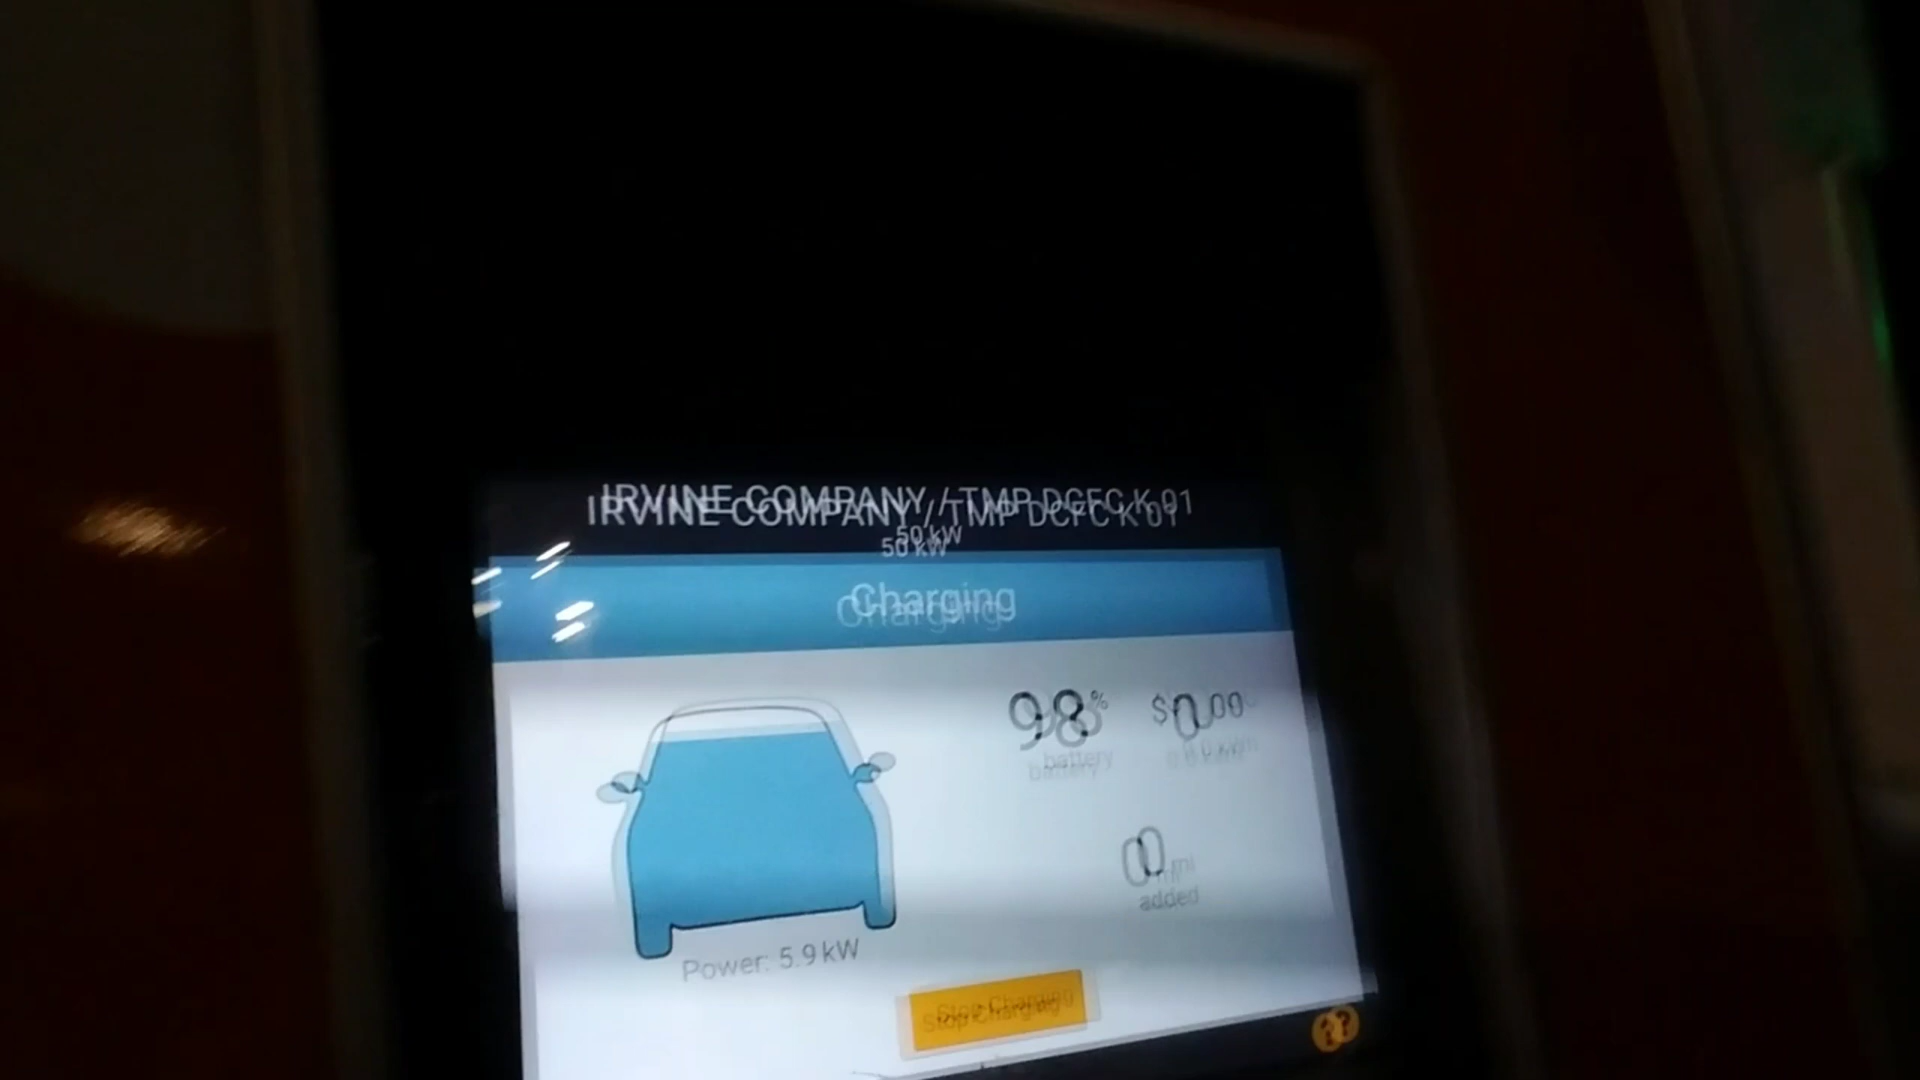 IRVINE COMPANY / TMP DCFC K 01
50 kW
Charging
98%
battery
$0.00
0 mi
added
Power: 5.9 kW
Stop Charging
?